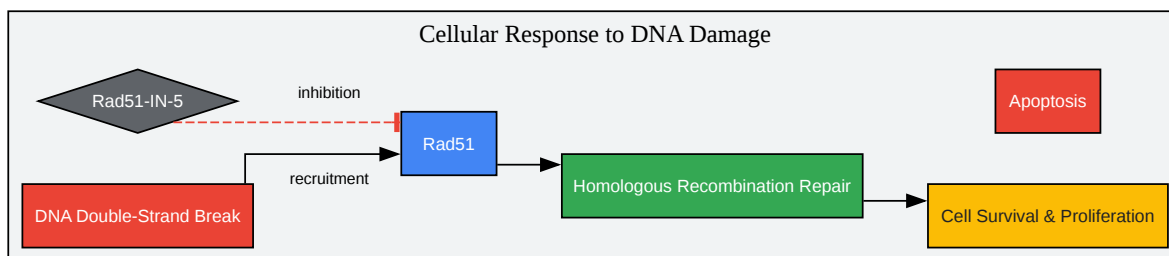 Cellular Response to DNA Damage
Rad51-IN-5
inhibition
Apoptosis
Rad51
recruitment
Homologous Recombination Repair
DNA Double-Strand Break
Cell Survival & Proliferation